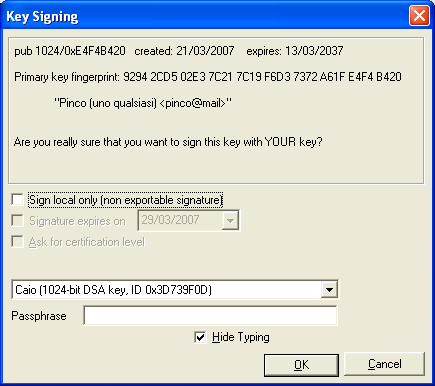 Key Signing
pub 1024/0xE4F4B420 created: 21/03/2007 expires: 13/03/2037
Primary key fingerprint: 9294 2CD5 02E3 7C21 7C19 F6D3 7372 A61F E4F4 B420
"Pinco (uno qualsiasi) <pinco@mail>"
Are you really sure that you want to sign this key with YOUR key?
Sign local only (non exportable signature)
Signature expires on 29/03/2007
Ask for certification level
Caio (1024-bit DSA key, ID 0x3D739F0D)
Passphrase
Hide Typing
OK Cancel